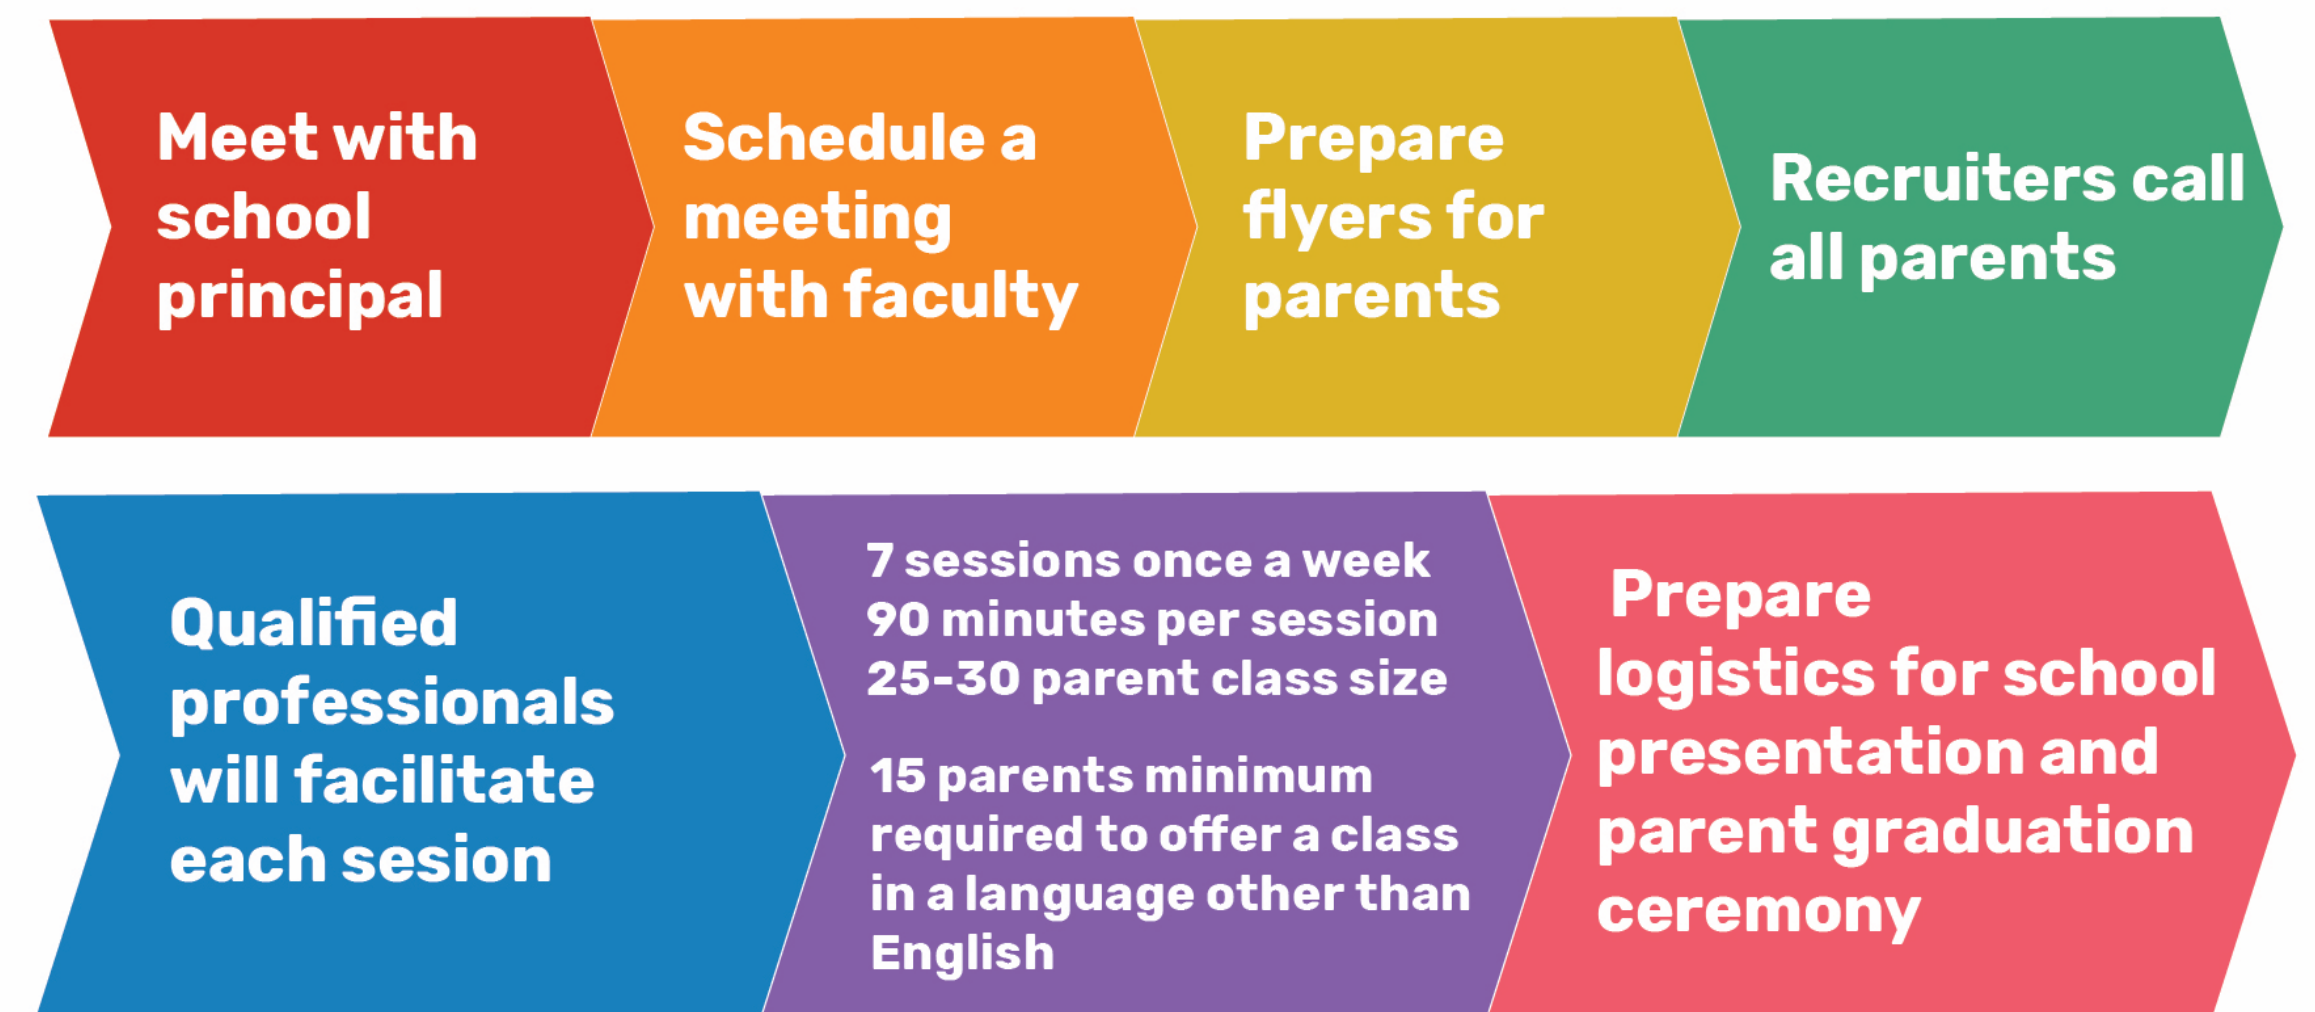 Meet with
school
principal
Schedule a
meeting
with faculty
Prepare
flyers for
parents
Recruiters call
all parents
Qualified
professionals
will facilitate
each sesion
7 sessions once a week
90 minutes per session
25-30 parent class size
15 parents minimum
required to offer a class
in a language other than
English
Prepare
logistics for school
presentation and
parent graduation
ceremony